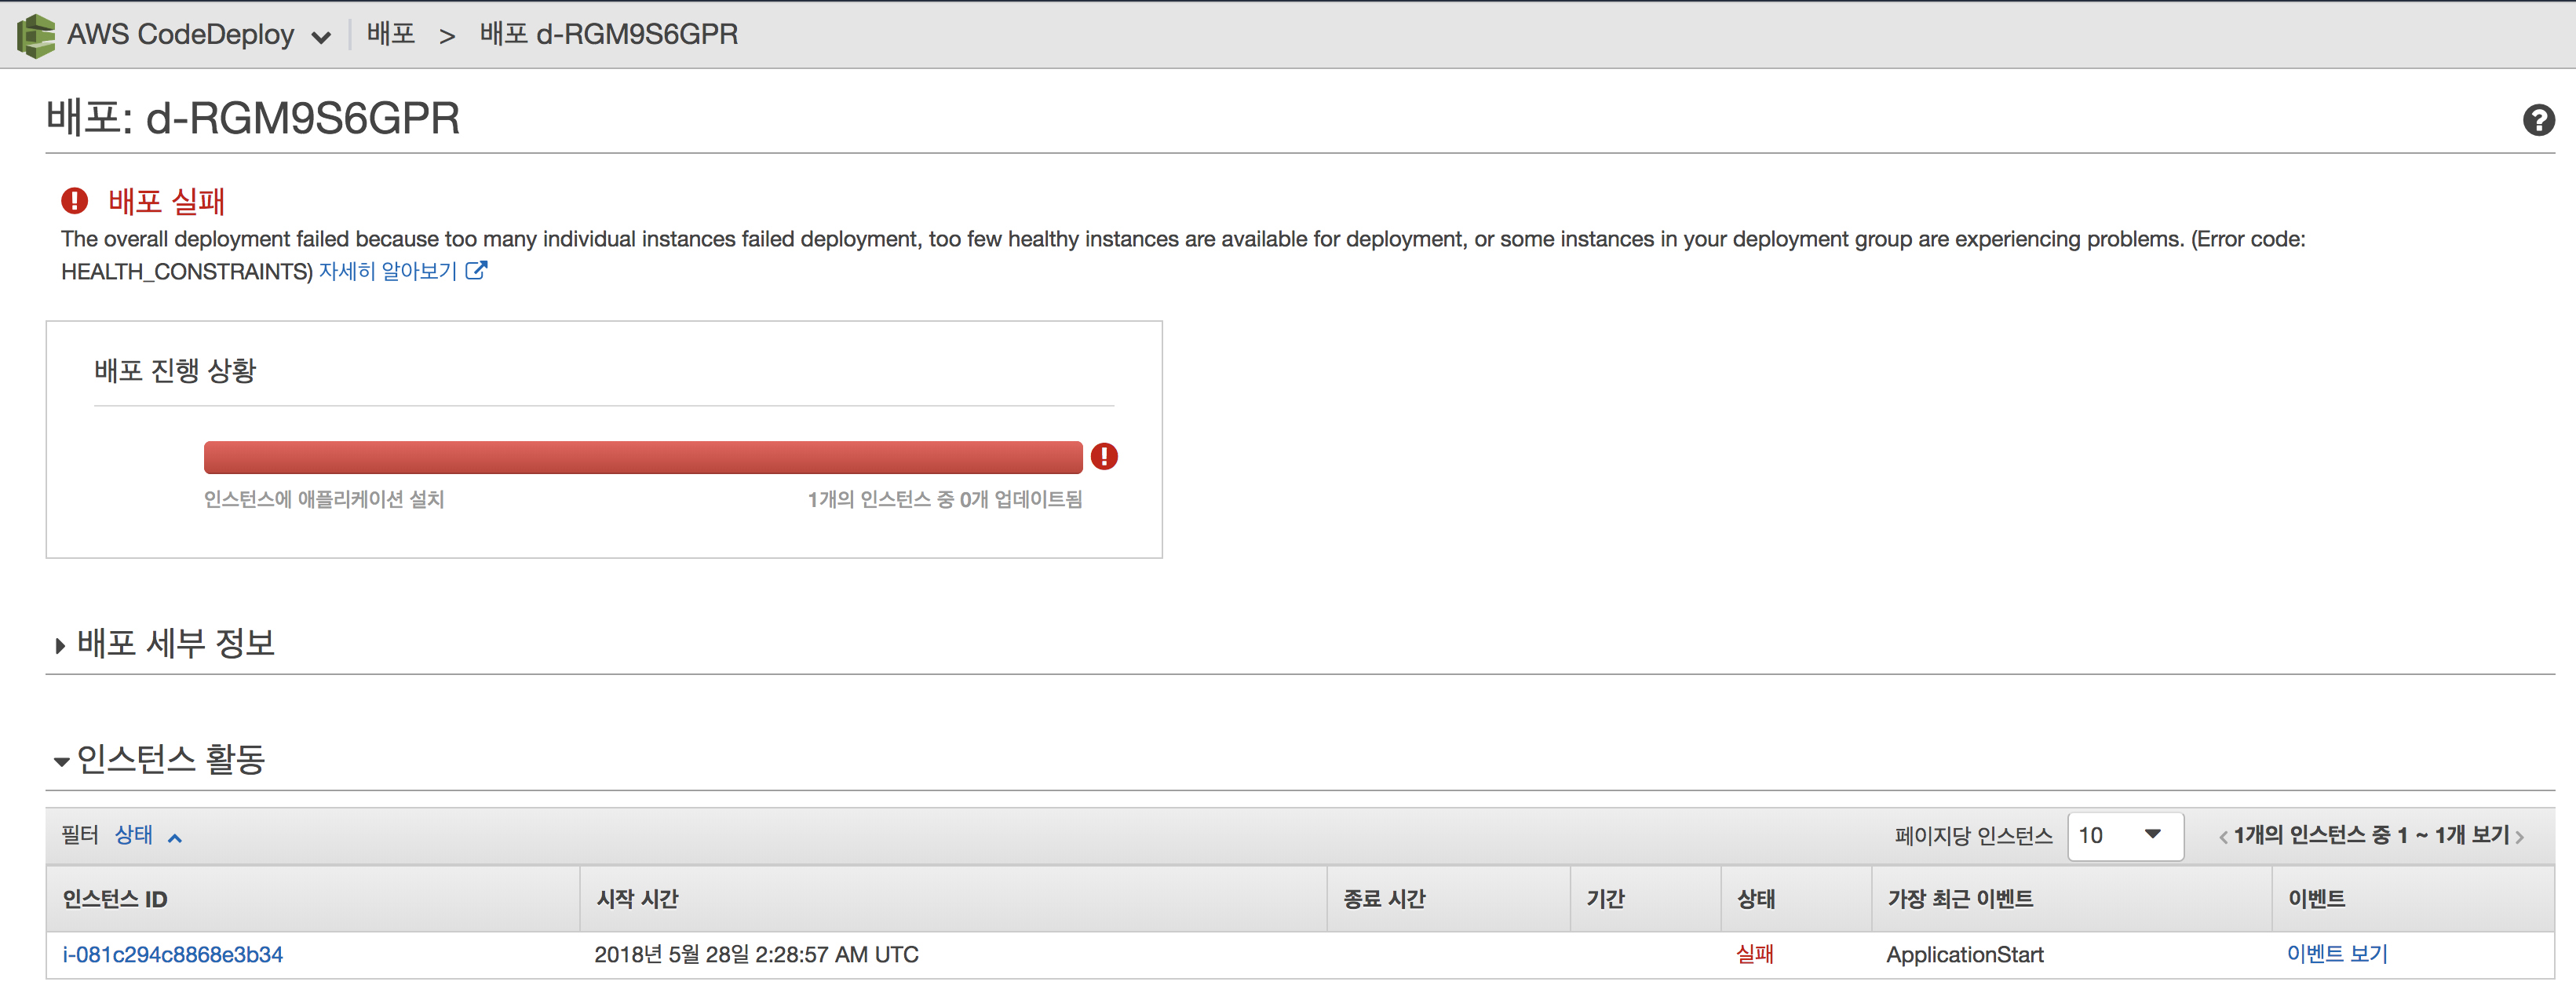 AWS CodeDeploy 배포 > 배포 d-RGM9S6GPR
배포: d-RGM9S6GPR
배포 실패
The overall deployment failed because too many individual instances failed deployment, too few healthy instances are available for deployment, or some instances in your deployment group are experiencing problems. (Error code:
HEALTH_CONSTRAINTS) 자세히 알아보기
배포 진행 상황
인스턴스에 애플리케이션 설치 1개의 인스턴스 중 0개 업데이트됨
배포 세부 정보
인스턴스 활동
필터 상태 페이지당 인스턴스 10 1개의 인스턴스 중 1 ~ 1개 보기
인스턴스 ID 시작 시간 종료 시간 기간 상태 가장 최근 이벤트 이벤트
i-081c294c8868e3b34 2018년 5월 28일 2:28:57 AM UTC 실패 ApplicationStart 이벤트 보기